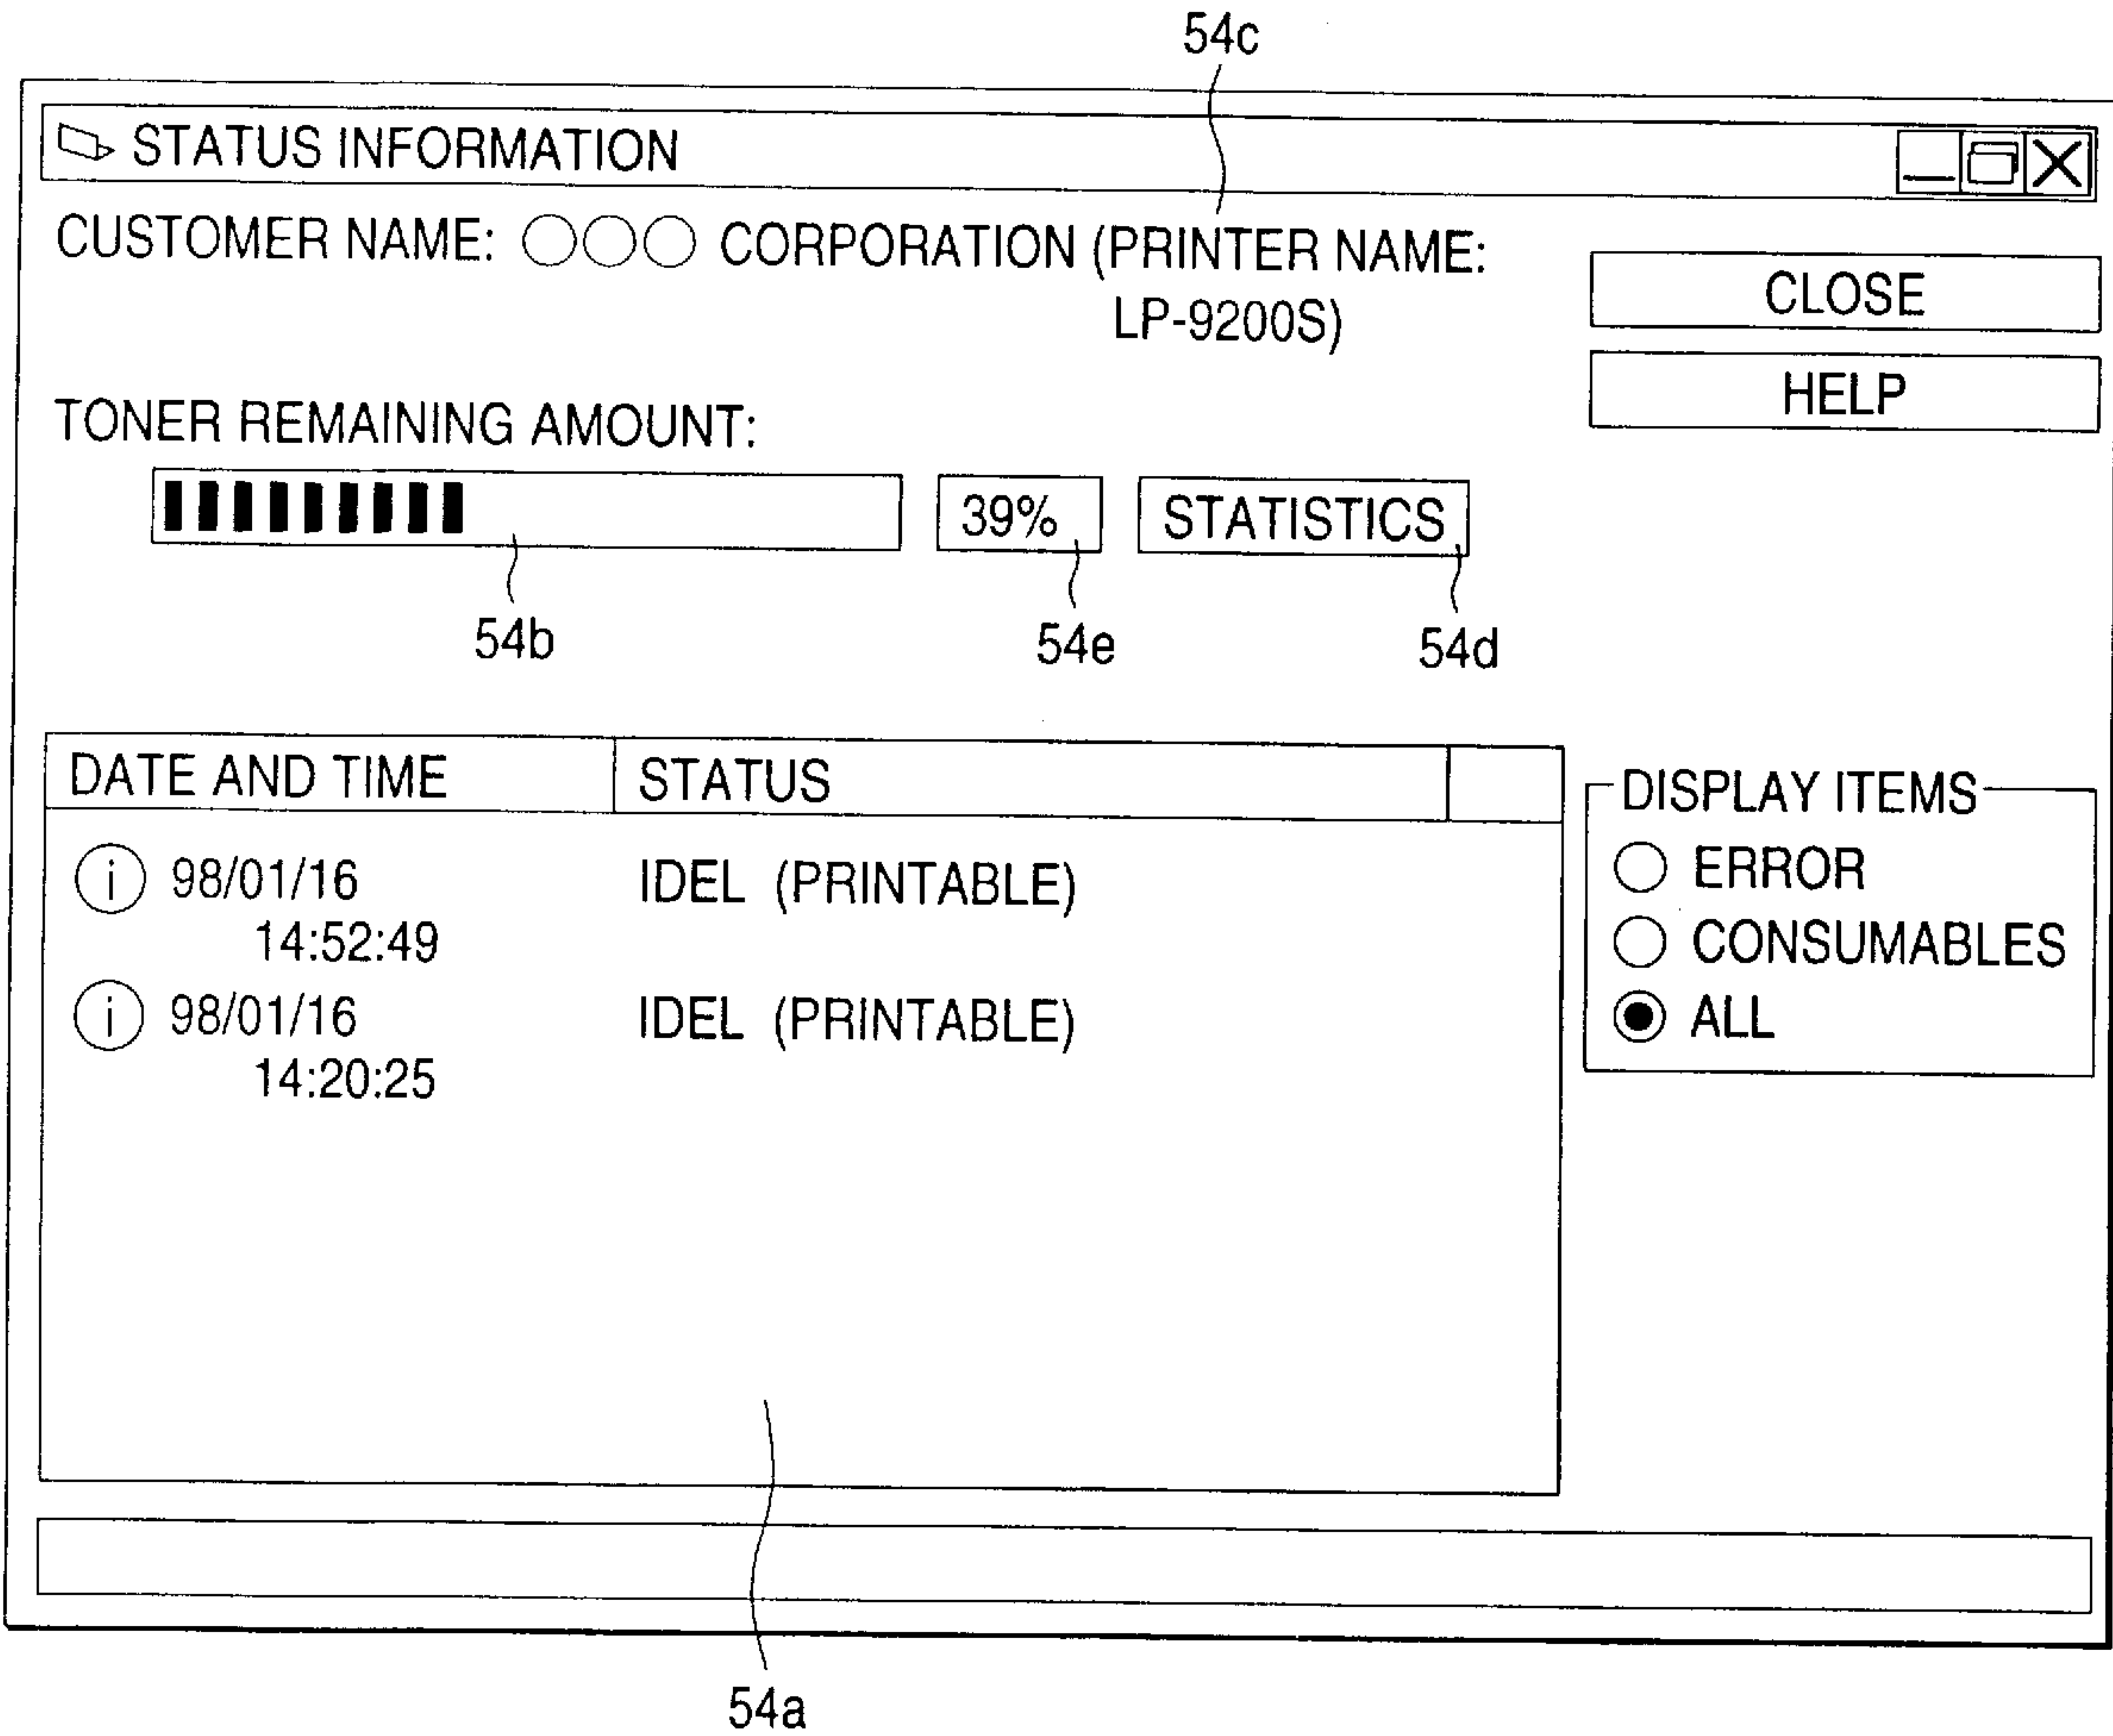 54c
STATUS INFORMATION
CUSTOMER NAME: ○○○ CORPORATION (PRINTER NAME:
LP-9200S)
CLOSE
HELP
TONER REMAINING AMOUNT:
39%
STATISTICS
54b
54e
54d
DATE AND TIME STATUS
i 98/01/16 IDEL (PRINTABLE)
14:52:49
i 98/01/16 IDEL (PRINTABLE)
14:20:25
DISPLAY ITEMS
ERROR
CONSUMABLES
ALL
54a